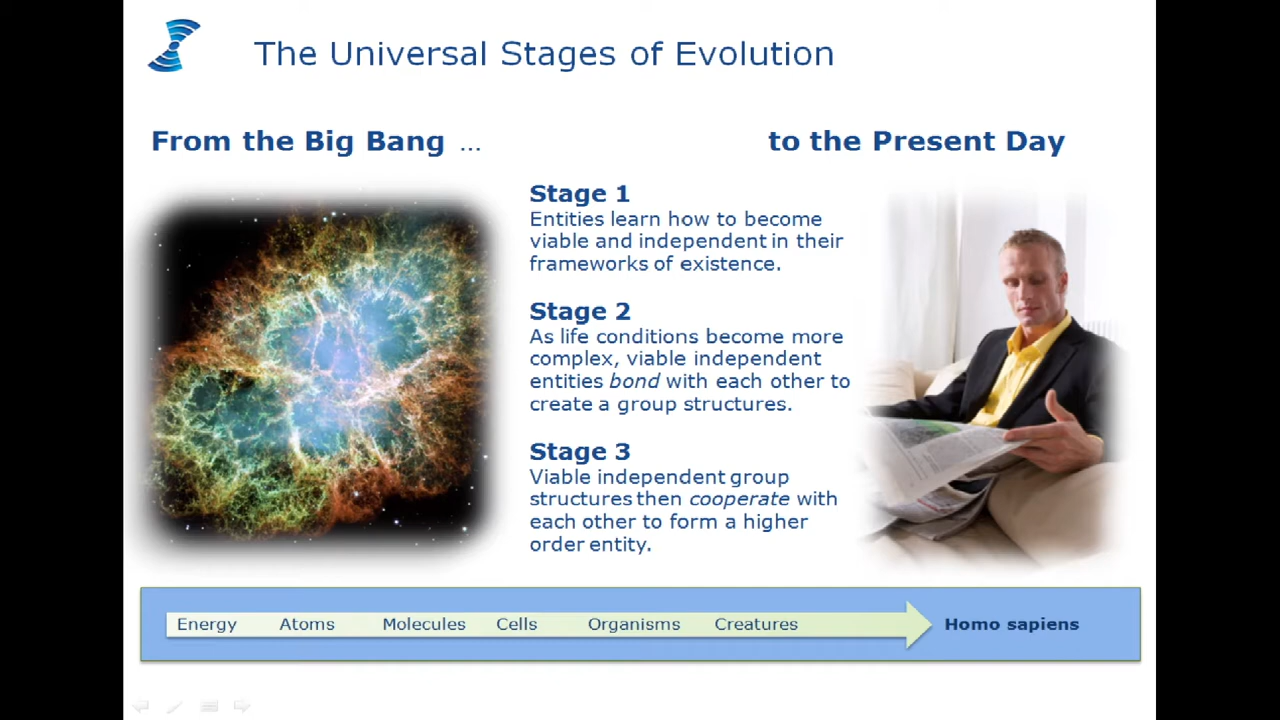 The Universal Stages of Evolution
From the Big Bang ...
to the Present Day
Stage 1
Entities learn how to become
viable and independent in their
frameworks of existence.
Stage 2
As life conditions become more
complex, viable independent
entities bond with each other to
create a group structures.
Stage 3
Viable independent group
structures then cooperate with
each other to form a higher
order entity.
Energy Atoms Molecules Cells Organisms Creatures Homo sapiens